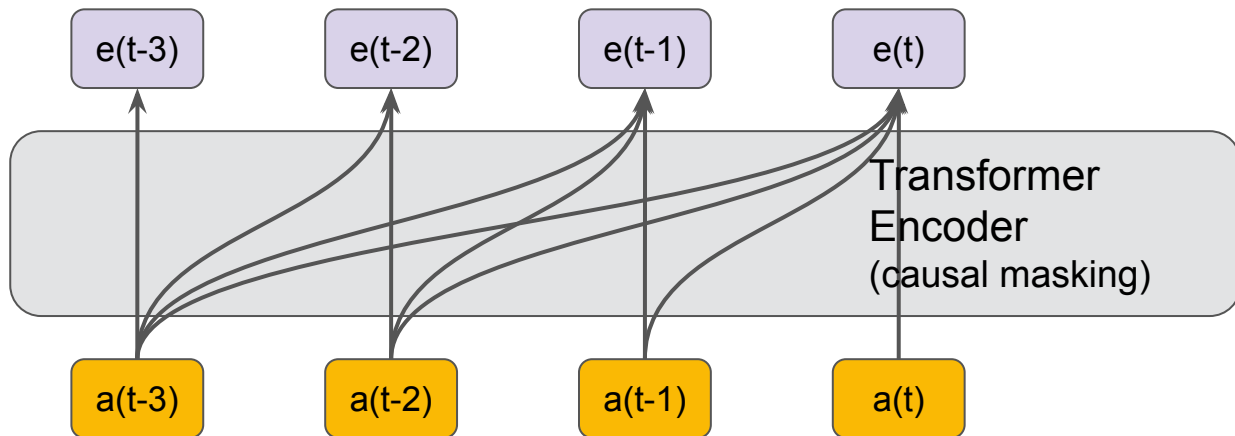 e(t-3) e(t-2) e(t-1) e(t)
Transformer
Encoder
(causal masking)
a(t-3) a(t-2) a(t-1) a(t)